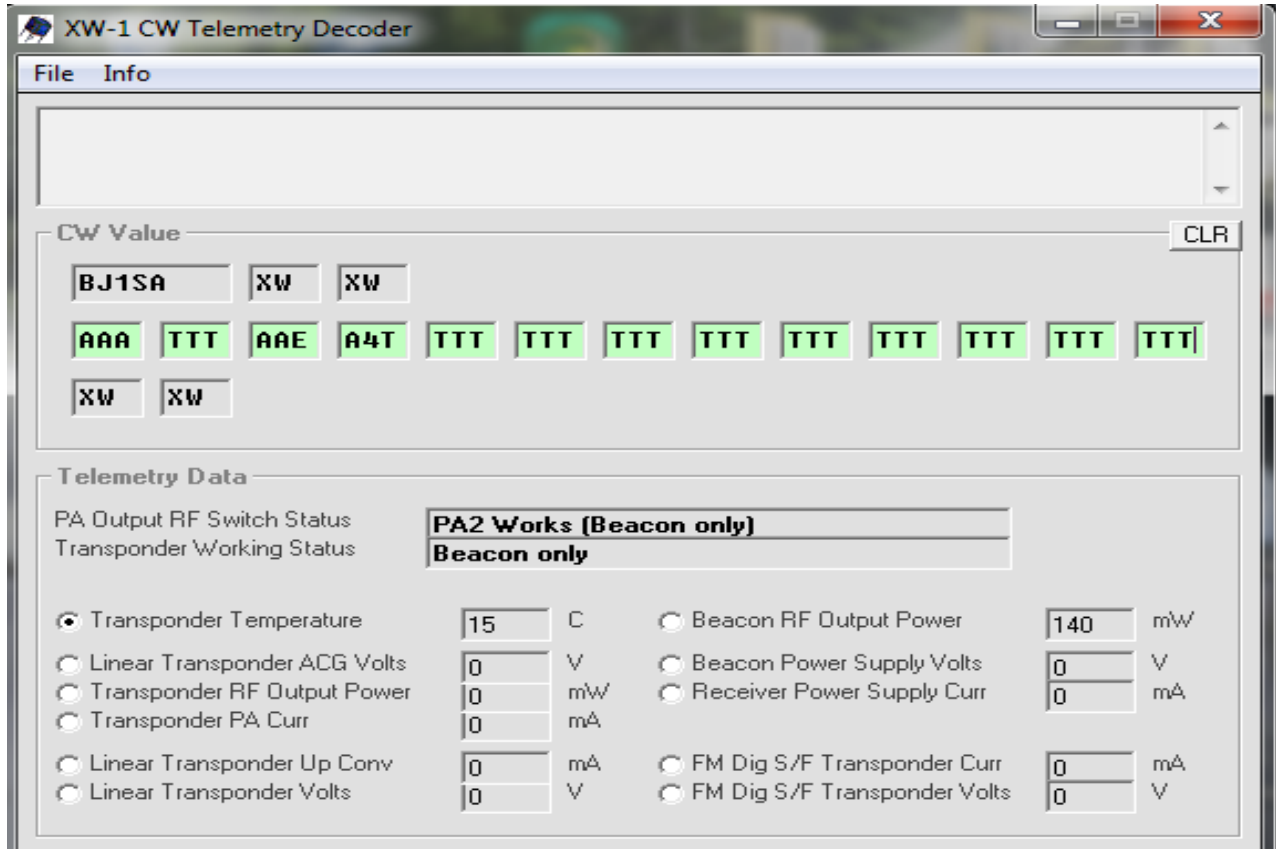 XW-1 CW Telemetry Decoder
File Info
CW Value CLR
BJ1SA XW XW
AAA TTT AAE A4T TTT TTT TTT TTT TTT TTT TTT TTT TTT
XW XW
Telemetry Data
PA Output RF Switch Status PA2 Works (Beacon only)
Transponder Working Status Beacon only
Transponder Temperature 15 C Beacon RF Output Power 140 mW
Linear Transponder ACG Volts 0 V Beacon Power Supply Volts 0 V
Transponder RF Output Power 0 mW Receiver Power Supply Curr 0 mA
Transponder PA Curr 0 mA
Linear Transponder Up Conv 0 mA FM Dig S/F Transponder Curr 0 mA
Linear Transponder Volts 0 V FM Dig S/F Transponder Volts 0 V